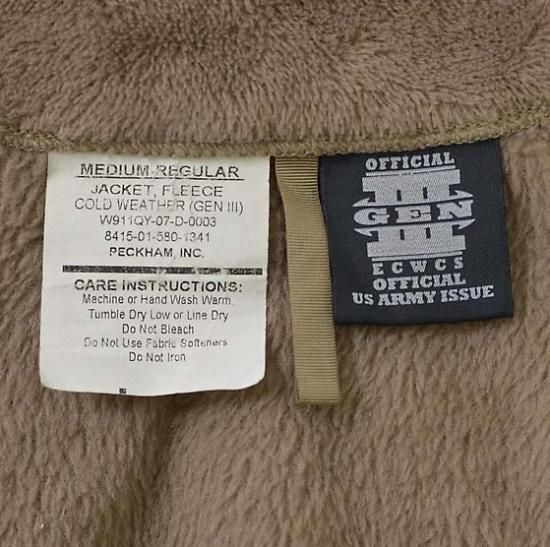 MEDIUM-REGULAR
JACKET, FLEECE
COLD WEATHER (GEN III)
W911QY-07-D-0003
8415-01-580-1341
PECKHAM, INC.
CARE INSTRUCTIONS:
Machine or Hand Wash Warm.
Tumble Dry Low or Line Dry
Do Not Bleach
Do Not Use Fabric Softeners
Do Not Iron
OFFICIAL
III
GEN
ECWCS
OFFICIAL
US ARMY ISSUE